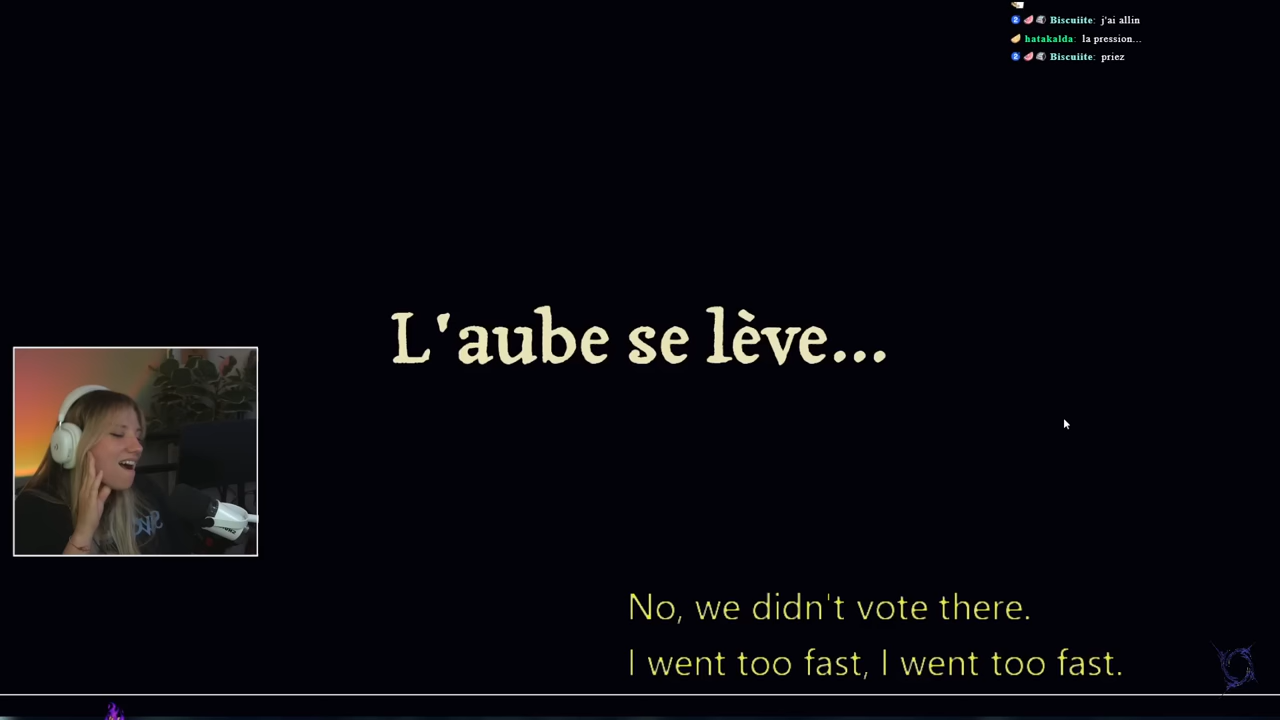 Biscuiite: j'ai allin
hatakalda: la pression...
Biscuiite: priez
L'aube se lève...
No, we didn't vote there.
I went too fast, I went too fast.